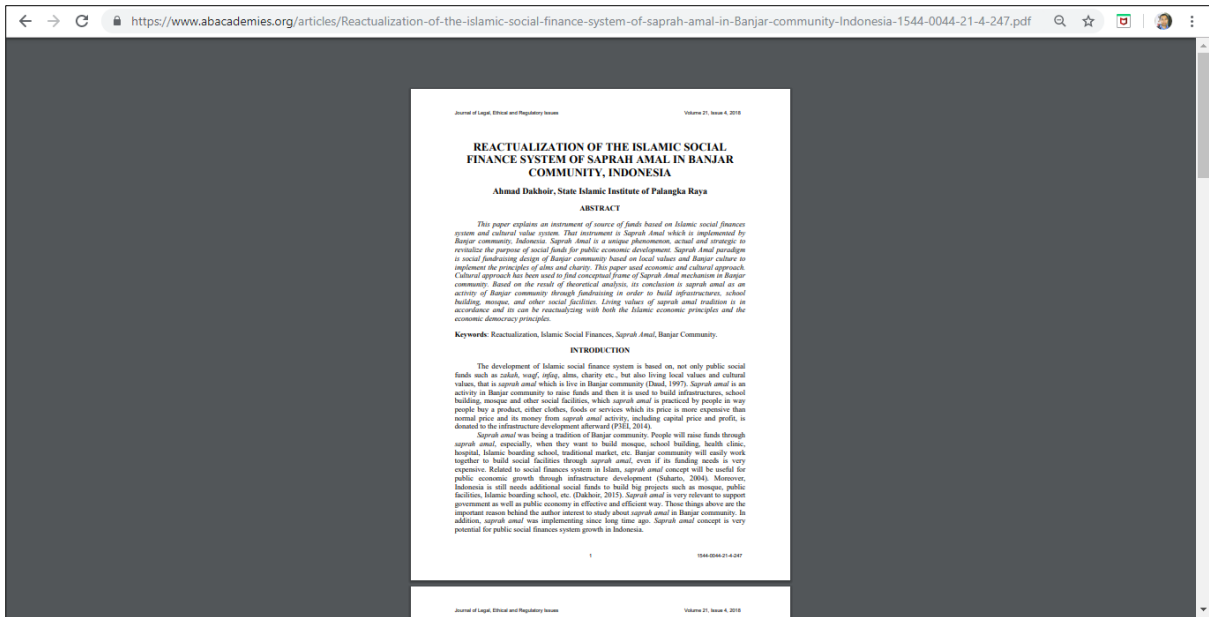 https://www.abacademies.org/articles/Reactualization-of-the-islamic-social-finance-system-of-saprah-amal-in-Banjar-community-Indonesia-1544-0044-21-4-247.pdf
Journal of Legal, Ethical and Regulatory Issues Volume 21, Issue 4, 2018
REACTUALIZATION OF THE ISLAMIC SOCIAL
FINANCE SYSTEM OF SAPRAH AMAL IN BANJAR
COMMUNITY, INDONESIA
Ahmad Dakhoir, State Islamic Institute of Palangka Raya
ABSTRACT
This paper explains an instrument of source of funds based on Islamic social finances
system and cultural value system. That instrument is Saprah Amal which is implemented by
Banjar community, Indonesia. Saprah Amal is a unique phenomenon, actual and strategic to
revitalize the purpose of social funds for public economic development. Saprah Amal paradigm
is social fundraising design of Banjar community based on local values and Banjar culture to
implement the principles of alms and charity. This paper used economic and cultural approach.
Cultural approach has been used to find conceptual frame of Saprah Amal mechanism in Banjar
community. Based on the result of theoretical analysis, its conclusion is saprah amal as an
activity of Banjar community through fundraising in order to build infrastructures, school
building, mosque, and other social facilities. Living values of saprah amal tradition is in
accordance and its can be reactualyzing with both the Islamic economic principles and the
economic democracy principles.
Keywords: Reactualization, Islamic Social Finances, Saprah Amal, Banjar Community.
INTRODUCTION
The development of Islamic social finance system is based on, not only public social
funds such as zakah, waqf, infaq, alms, charity etc., but also living local values and cultural
values, that is saprah amal which is live in Banjar community (Daud, 1997). Saprah amal is an
activity in Banjar community to raise funds and then it is used to build infrastructures, school
building, mosque and other social facilities, which saprah amal is practiced by people in way
people buy a product, either clothes, foods or services which its price is more expensive than
normal price and its money from saprah amal activity, including capital price and profit, is
donated to the infrastructure development afterward (P3EI, 2014).
Saprah amal was being a tradition of Banjar community. People will raise funds through
saprah amal, especially, when they want to build mosque, school building, health clinic,
hospital, Islamic boarding school, traditional market, etc. Banjar community will easily work
together to build social facilities through saprah amal, even if its funding needs is very
expensive. Related to social finances system in Islam, saprah amal concept will be useful for
public economic growth through infrastructure development (Suharto, 2004). Moreover,
Indonesia is still needs additional social funds to build big projects such as mosque, public
facilities, Islamic boarding school, etc. (Dakhoir, 2015). Saprah amal is very relevant to support
government as well as public economy in effective and efficient way. Those things above are the
important reason behind the author interest to study about saprah amal in Banjar community. In
addition, saprah amal was implementing since long time ago. Saprah amal concept is very
potential for public social finances system growth in Indonesia.
1 1544-0044-21-4-247
Journal of Legal, Ethical and Regulatory Issues Volume 21, Issue 4, 2018